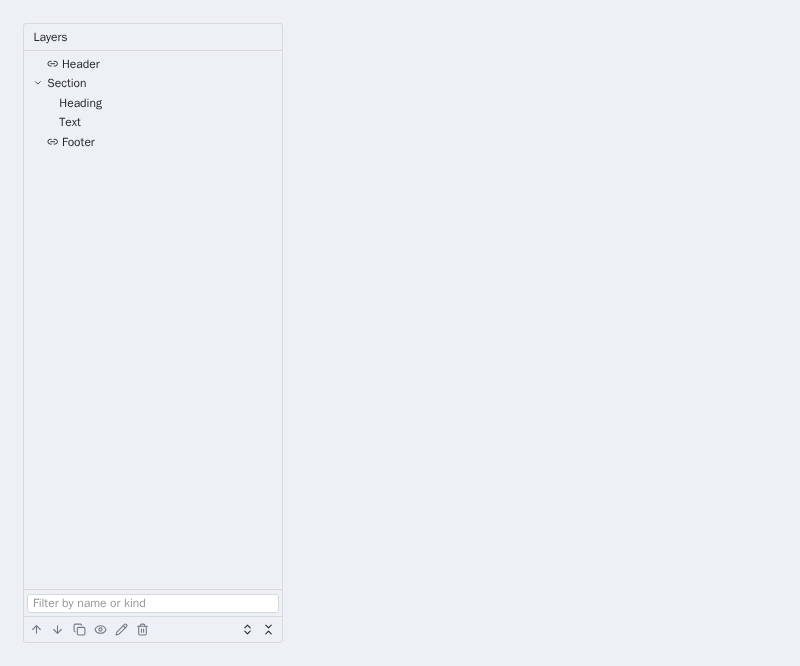 Layers
Header
Section
Heading
Text
Footer
Filter by name or kind